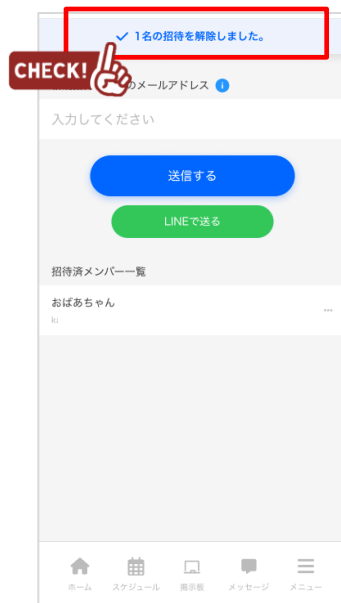 1名の招待を解除しました。
CHECK!
のメールアドレス
入力してください
送信する
LINEで送る
招待済メンバー一覧
おばあちゃん
ホーム
スケジュール
掲示板
メッセージ
メニュー